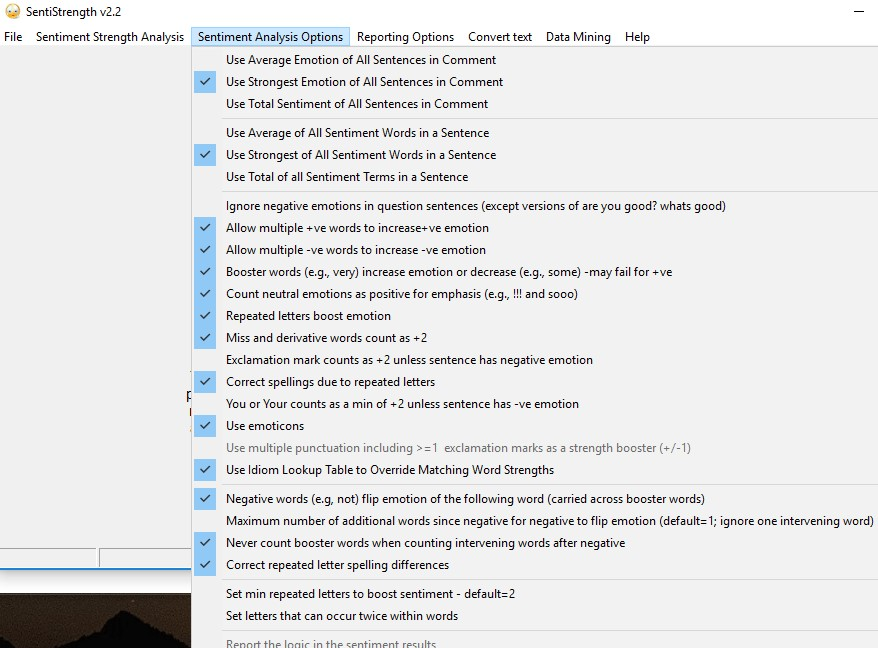 SentiStrength v2.2
File Sentiment Strength Analysis Sentiment Analysis Options Reporting Options Convert text Data Mining Help
Use Average Emotion of All Sentences in Comment
Use Strongest Emotion of All Sentences in Comment
Use Total Sentiment of All Sentences in Comment
Use Average of All Sentiment Words in a Sentence
Use Strongest of All Sentiment Words in a Sentence
Use Total of all Sentiment Terms in a Sentence
Ignore negative emotions in question sentences (except versions of are you good? whats good)
Allow multiple +ve words to increase+ve emotion
Allow multiple -ve words to increase -ve emotion
Booster words (e.g., very) increase emotion or decrease (e.g., some) -may fail for +ve
Count neutral emotions as positive for emphasis (e.g., !!! and sooo)
Repeated letters boost emotion
Miss and derivative words count as +2
Exclamation mark counts as +2 unless sentence has negative emotion
Correct spellings due to repeated letters
You or Your counts as a min of +2 unless sentence has -ve emotion
Use emoticons
Use multiple punctuation including >=1  exclamation marks as a strength booster (+/-1)
Use Idiom Lookup Table to Override Matching Word Strengths
Negative words (e.g, not) flip emotion of the following word (carried across booster words)
Maximum number of additional words since negative for negative to flip emotion (default=1; ignore one intervening word)
Never count booster words when counting intervening words after negative
Correct repeated letter spelling differences
Set min repeated letters to boost sentiment - default=2
Set letters that can occur twice within words
Report the logic in the sentiment results